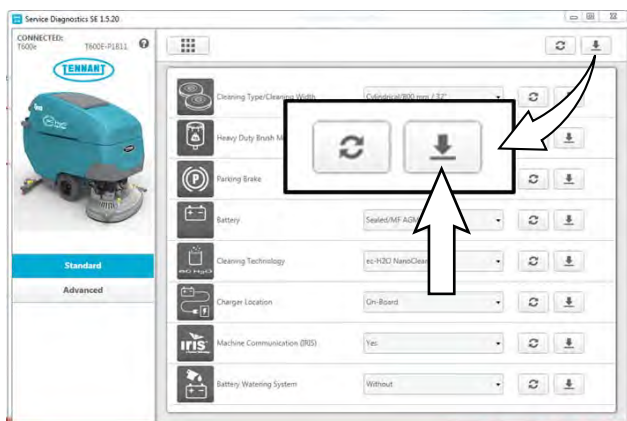 Service Diagnostics SE 1.5.20
CONNECTED:
T600e T600E-P1811
TENNANT
Cleaning Type/Cleaning Width Cylindrical/800 mm / 32"
Heavy Duty Brush
Parking Brake
Battery Sealed/MF AGM
Cleaning Technology ec-H2O NanoClean
Charger Location On-Board
Machine Communication (IRIS) Yes
Battery Watering System Without
Standard
Advanced
IRIS